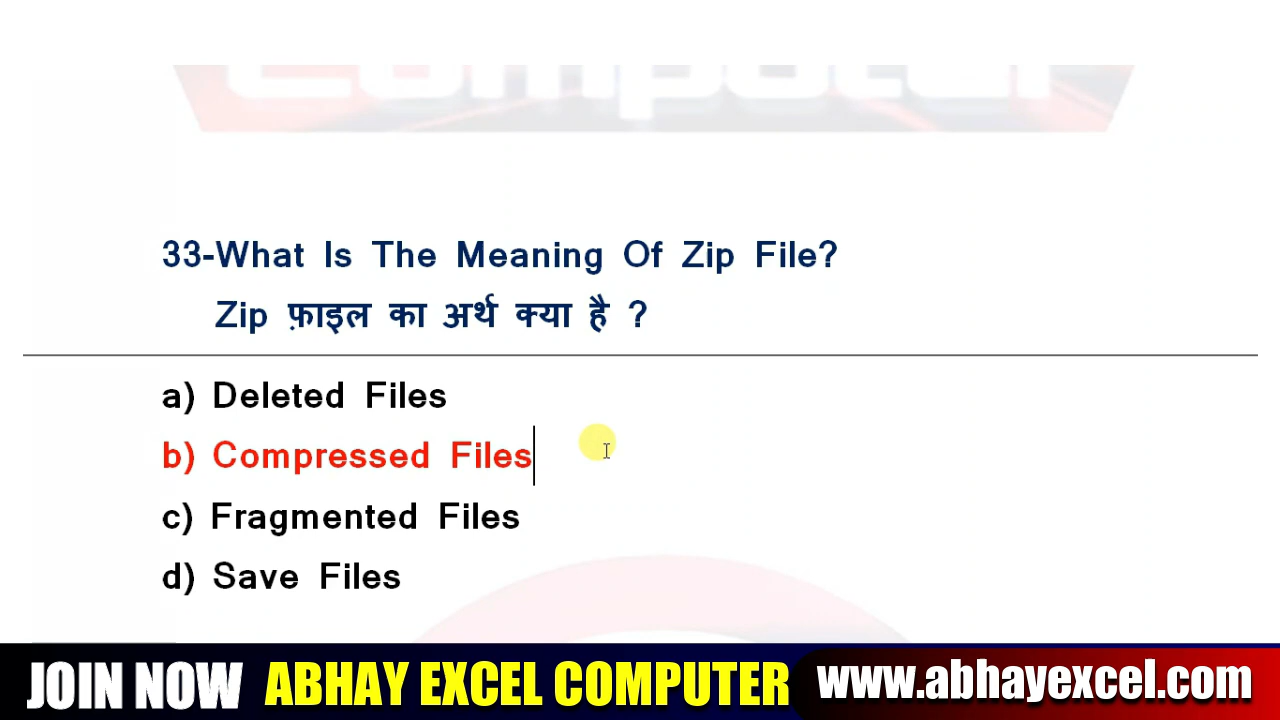 Computer
33-What Is The Meaning Of Zip File?
Zip फ़ाइल का अर्थ क्या है ?
a) Deleted Files
b) Compressed Files
c) Fragmented Files
d) Save Files
JOIN NOW ABHAY EXCEL COMPUTER www.abhayexcel.com